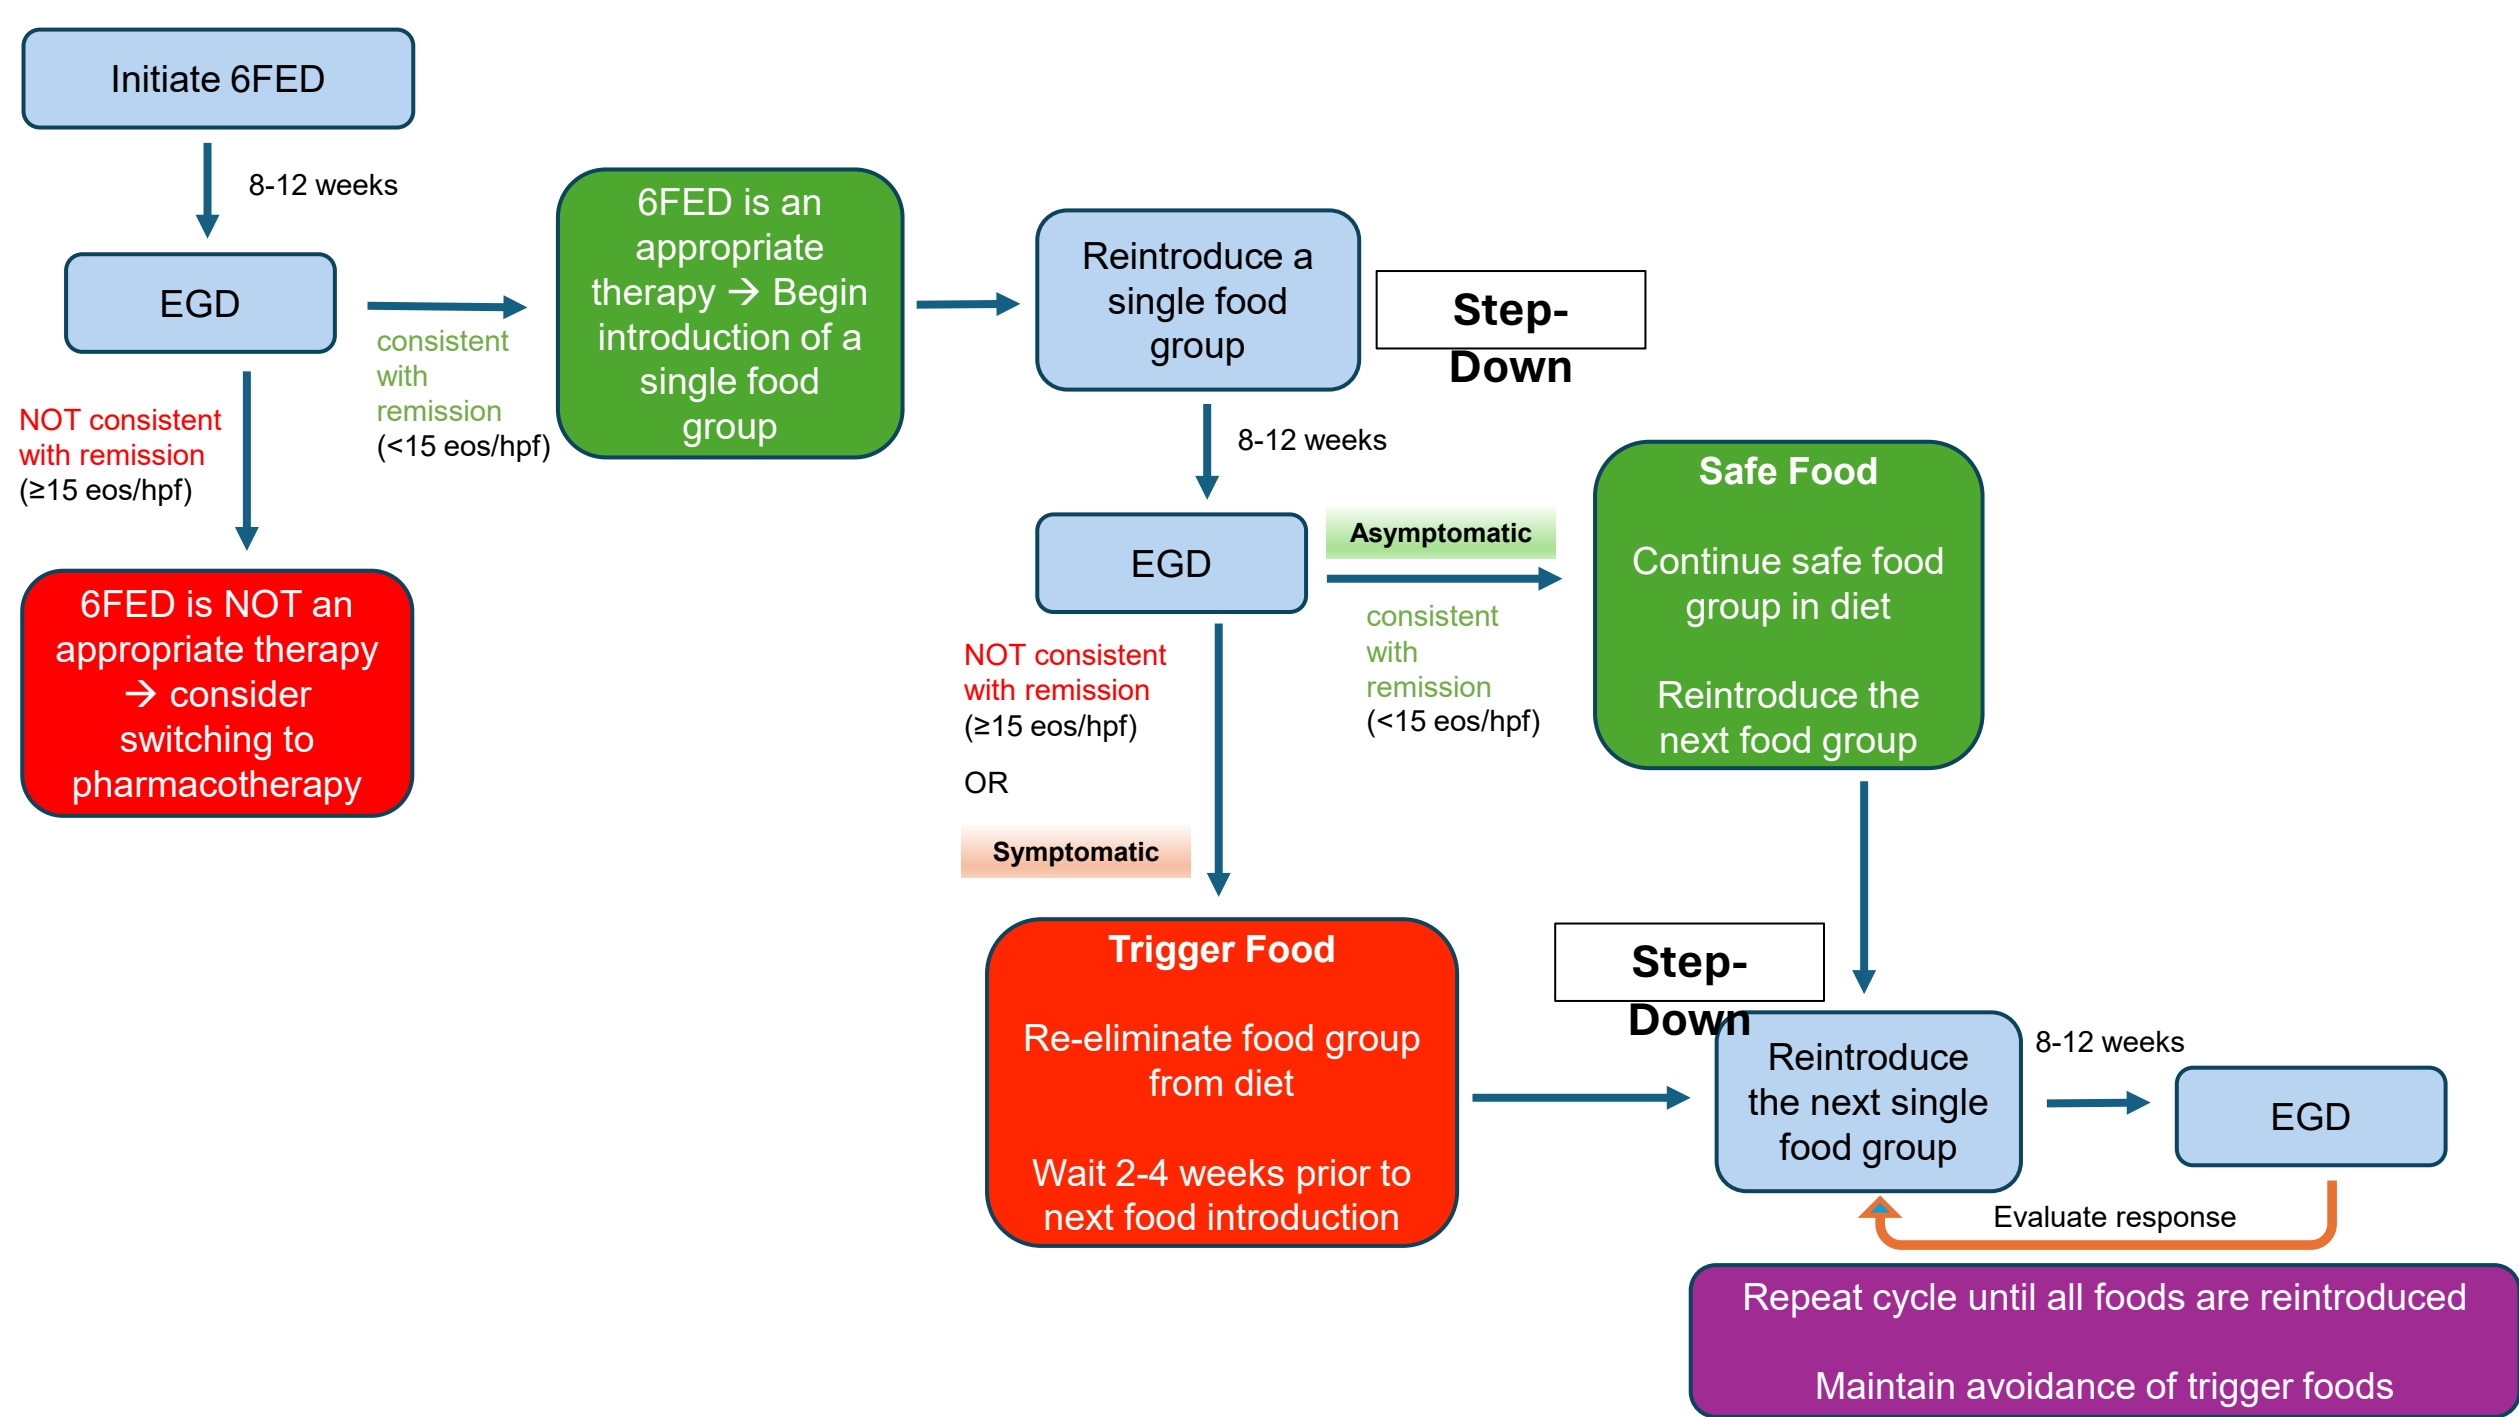 Initiate 6FED
8-12 weeks
EGD
consistent
with
remission
(<15 eos/hpf)
NOT consistent
with remission
(≥15 eos/hpf)
6FED is NOT an
appropriate therapy
→ consider
switching to
pharmacotherapy
6FED is an
appropriate
therapy → Begin
introduction of a
single food
group
Reintroduce a
single food
group
Step-
Down
8-12 weeks
EGD
Asymptomatic
consistent
with
remission
(<15 eos/hpf)
NOT consistent
with remission
(≥15 eos/hpf)
OR
Symptomatic
Safe Food
Continue safe food
group in diet
Reintroduce the
next food group
Trigger Food
Re-eliminate food group
from diet
Wait 2-4 weeks prior to
next food introduction
Step-
Down
Reintroduce
the next single
food group
8-12 weeks
EGD
Evaluate response
Repeat cycle until all foods are reintroduced
Maintain avoidance of trigger foods